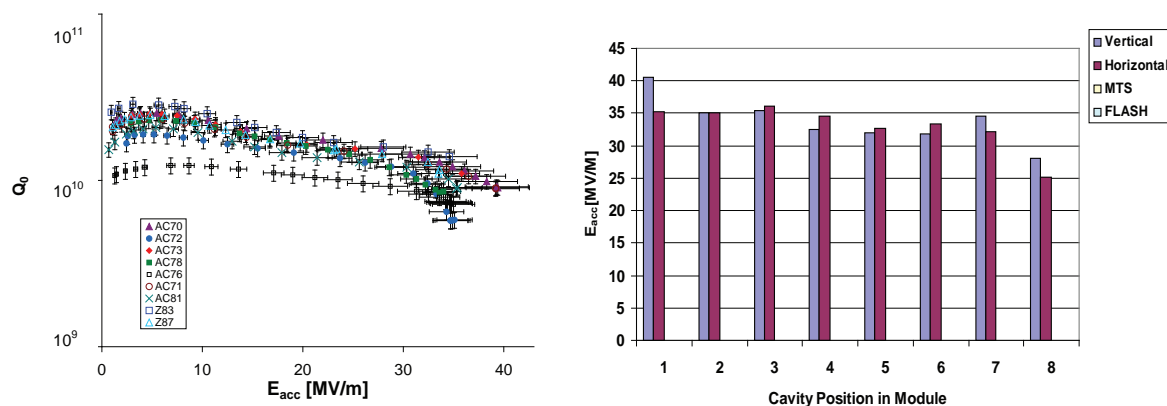 10¹¹
Q₀
10¹⁰
10⁹
AC70
AC72
AC73
AC78
AC76
AC71
AC81
Z83
Z87
0 10 20 30 40
E_acc [MV/m]
Vertical
Horizontal
MTS
FLASH
E_acc[MV/M]
45
40
35
30
25
20
15
10
5
0
1 2 3 4 5 6 7 8
Cavity Position in Module